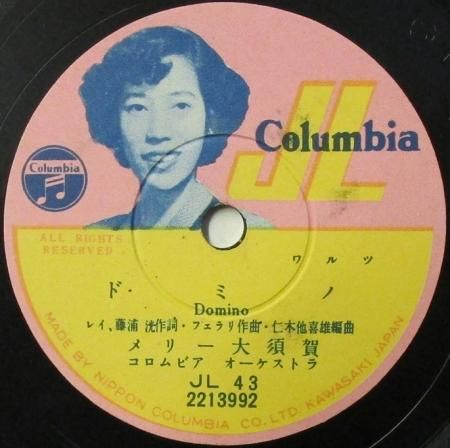 JL
Columbia
Columbia
ALL RIGHTS
RESERVED.
ワルツ
ド・ミノ
Domino
レイ、藤浦 洸作詞・フェラリ作曲・仁木他喜雄編曲
メリー大須賀
コロムビア オーケストラ
JL 43
2213992
MADE BY NIPPON COLUMBIA CO., LTD. KAWASAKI JAPAN